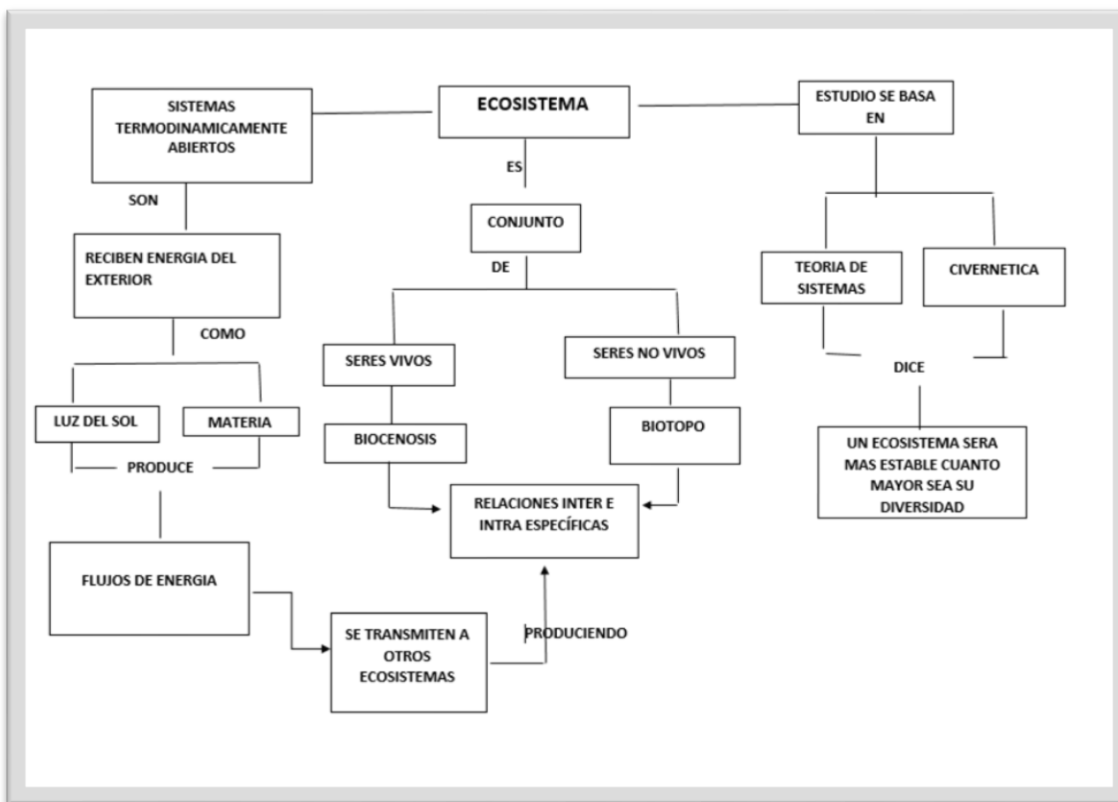 ECOSISTEMA
SISTEMAS
TERMODINAMICAMENTE
ABIERTOS
SON
RECIBEN ENERGIA DEL
EXTERIOR
COMO
LUZ DEL SOL
MATERIA
PRODUCE
FLUJOS DE ENERGIA
SE TRANSMITEN A
OTROS
ECOSISTEMAS
PRODUCIENDO
ES
CONJUNTO
DE
SERES VIVOS
SERES NO VIVOS
BIOCENOSIS
BIOTOPO
RELACIONES INTER E
INTRA ESPECÍFICAS
ESTUDIO SE BASA
EN
TEORIA DE
SISTEMAS
CIVERNETICA
DICE
UN ECOSISTEMA SERA
MAS ESTABLE CUANTO
MAYOR SEA SU
DIVERSIDAD